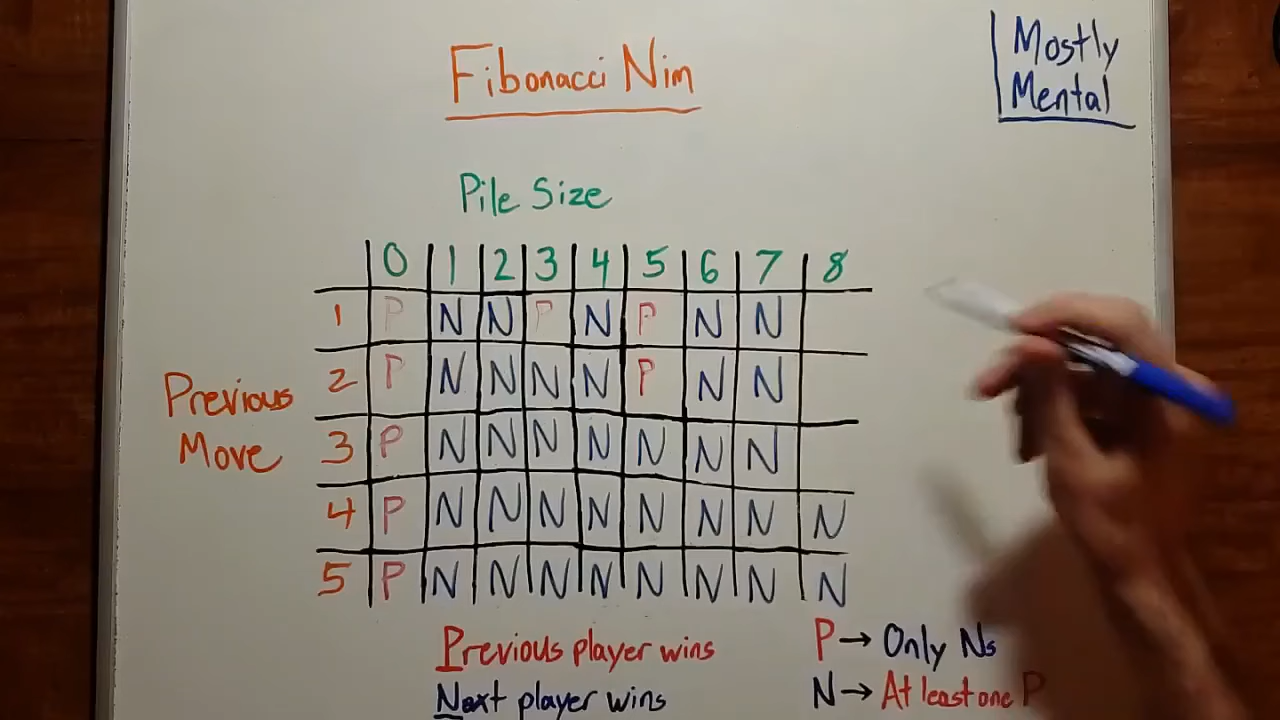 Fibonacci Nim
Mostly
Mental
Pile Size
0 1 2 3 4 5 6 7 8
1 P N N P N P N N
Previous
Move
2 P N N N N P N N
3 P N N N N N N N
4 P N N N N N N N N
5 P N N N N N N N N
Previous player wins
Next player wins
P→ Only Ns
N→ At least one P